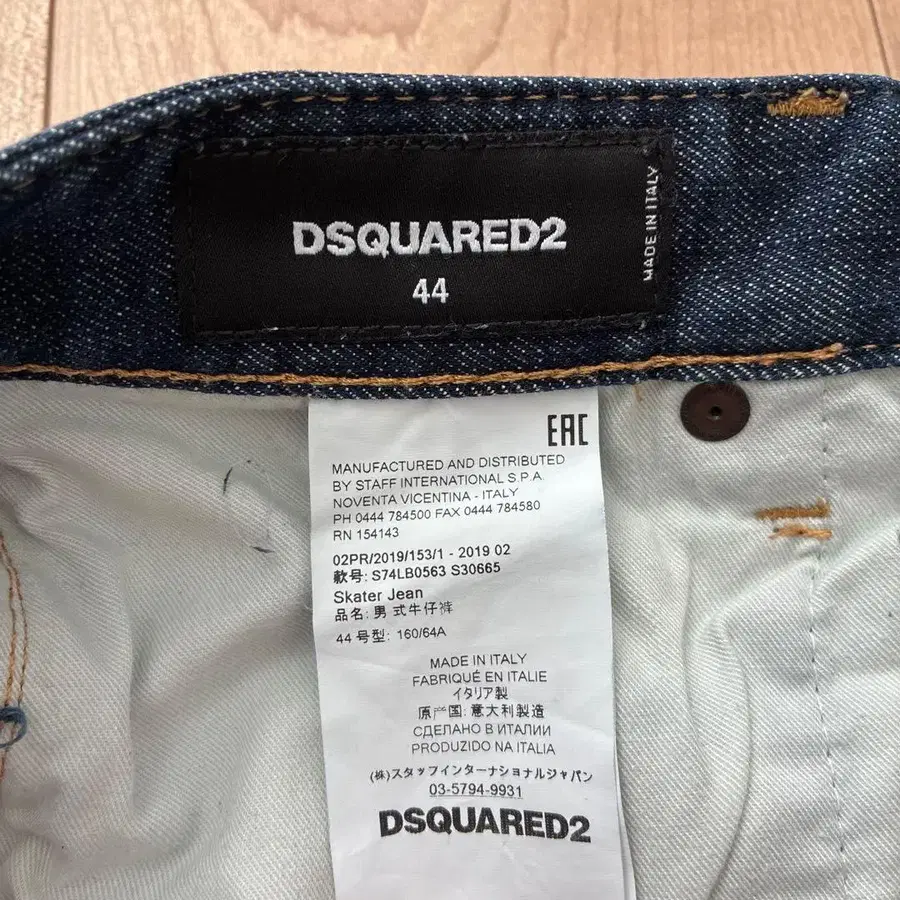 DSQUARED2
44
MADE IN ITALY
EAC
MANUFACTURED AND DISTRIBUTED
BY STAFF INTERNATIONAL S.P.A.
NOVENTA VICENTINA - ITALY
PH 0444 784500 FAX 0444 784580
RN 154143
02PR/2019/153/1 - 2019 02
款号: S74LB0563 S30665
Skater Jean
品名: 男式牛仔裤
44 号型: 160/64A
MADE IN ITALY
FABRIQUÉ EN ITALIE
イタリア製
原产国: 意大利製造
СДЕЛАНО В ИТАЛИИ
PRODUZIDO NA ITALIA
(株)スタッフインターナショナルジャパン
03-5794-9931
DSQUARED2